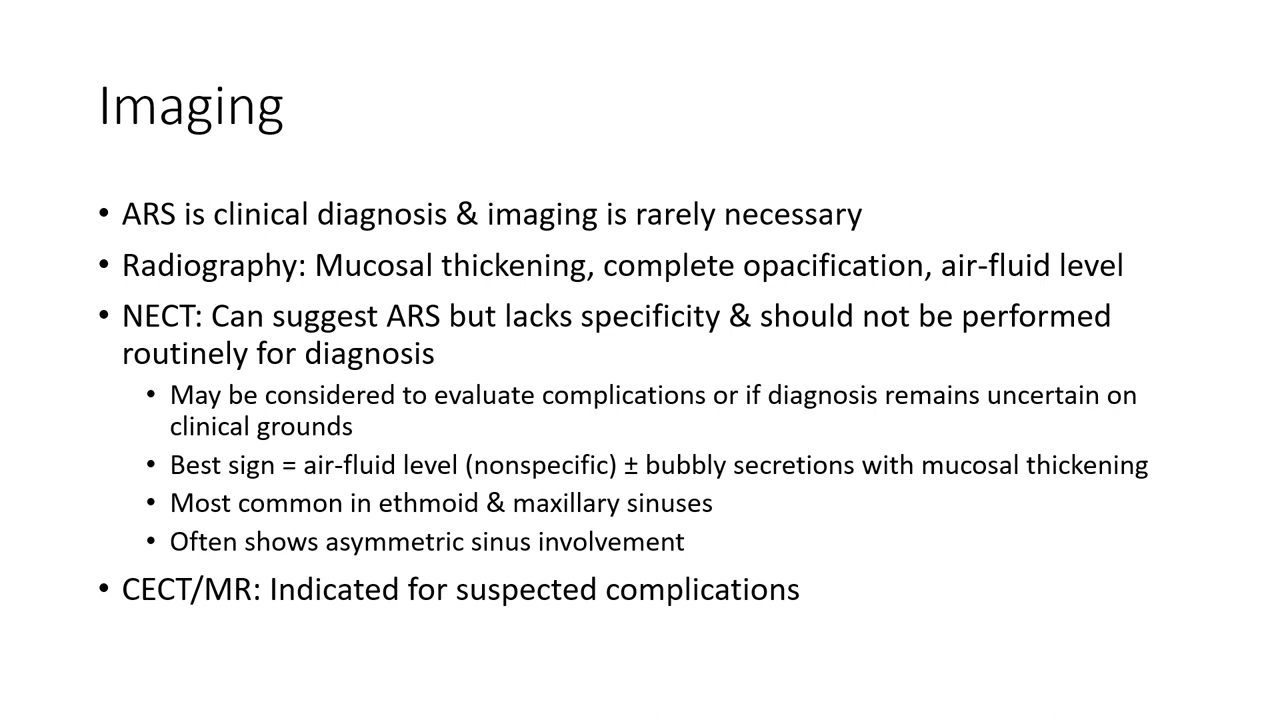 Imaging
• ARS is clinical diagnosis & imaging is rarely necessary
• Radiography: Mucosal thickening, complete opacification, air-fluid level
• NECT: Can suggest ARS but lacks specificity & should not be performed
routinely for diagnosis
• May be considered to evaluate complications or if diagnosis remains uncertain on
clinical grounds
• Best sign = air-fluid level (nonspecific) ± bubbly secretions with mucosal thickening
• Most common in ethmoid & maxillary sinuses
• Often shows asymmetric sinus involvement
• CECT/MR: Indicated for suspected complications